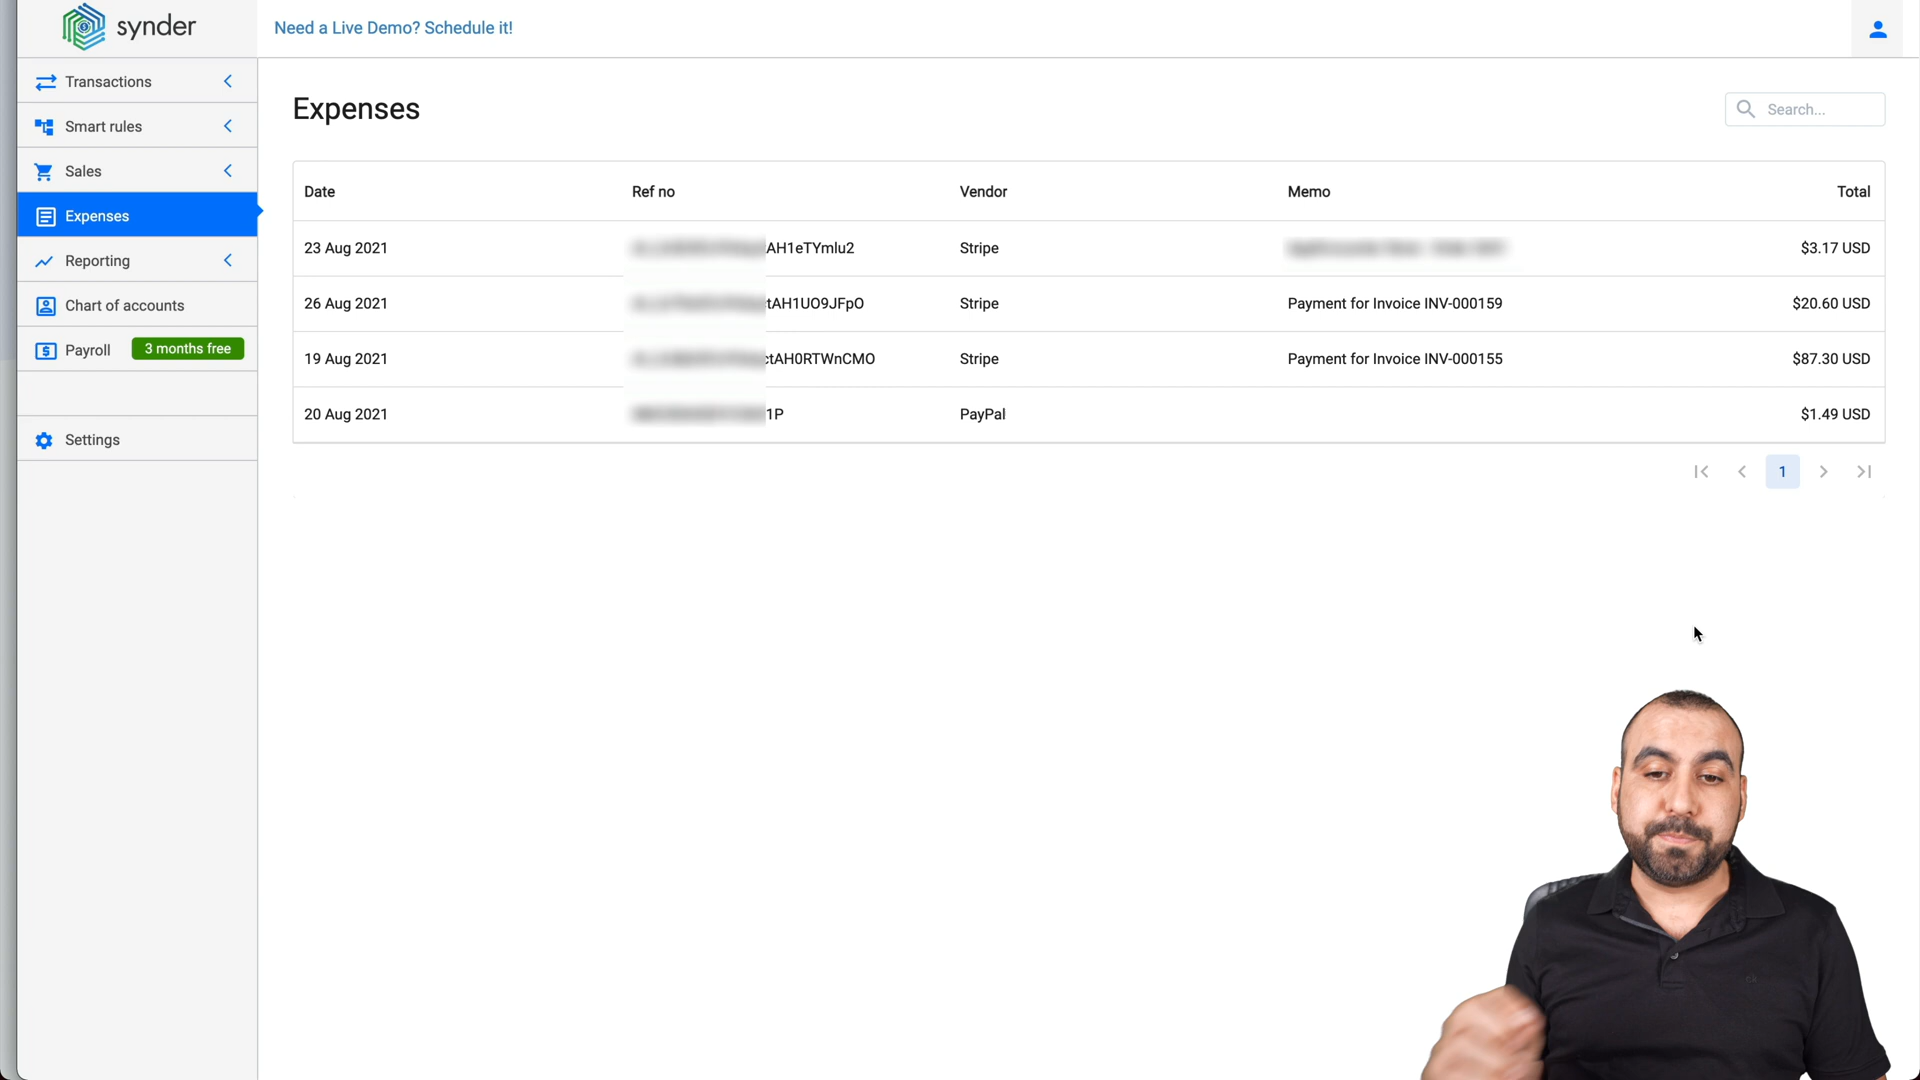 synder
Need a Live Demo? Schedule it!
Transactions
Smart rules
Sales
Expenses
Reporting
Chart of accounts
Payroll 3 months free
Settings
Expenses
Search...
Date Ref no Vendor Memo Total
23 Aug 2021 AH1eTYmlu2 Stripe $3.17 USD
26 Aug 2021 tAH1UO9JFpO Stripe Payment for Invoice INV-000159 $20.60 USD
19 Aug 2021 ctAH0RTWnCMO Stripe Payment for Invoice INV-000155 $87.30 USD
20 Aug 2021 1P PayPal $1.49 USD
1